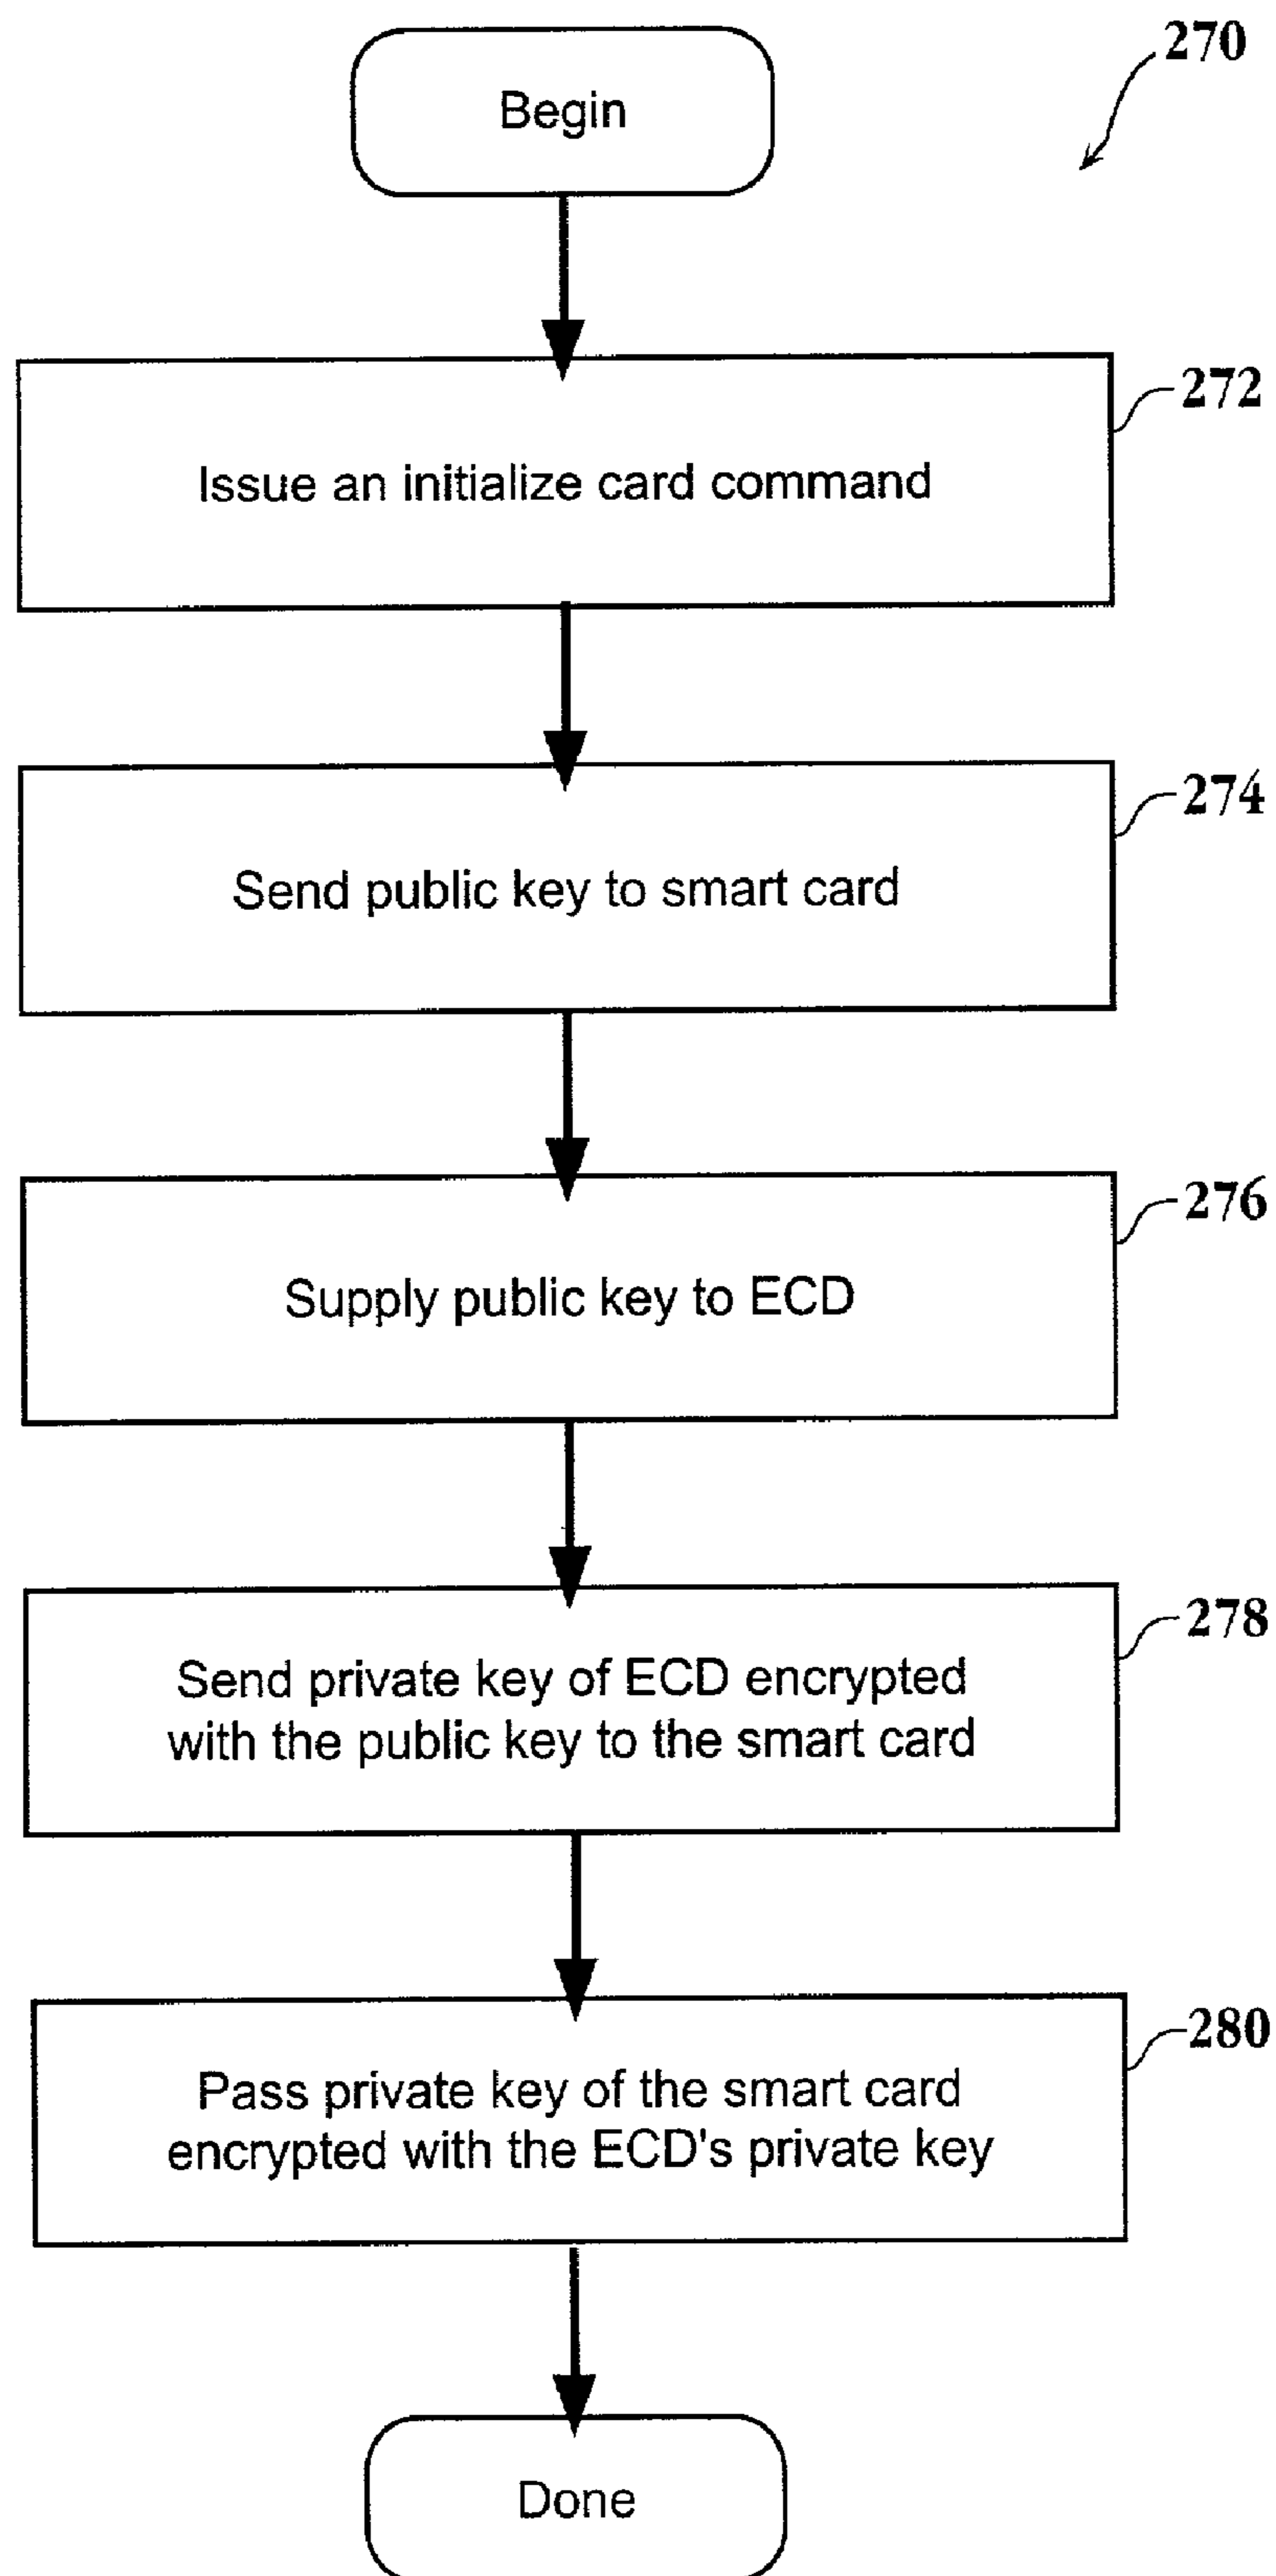 270
Begin
272
Issue an initialize card command
274
Send public key to smart card
276
Supply public key to ECD
278
Send private key of ECD encrypted
with the public key to the smart card
280
Pass private key of the smart card
encrypted with the ECD's private key
Done